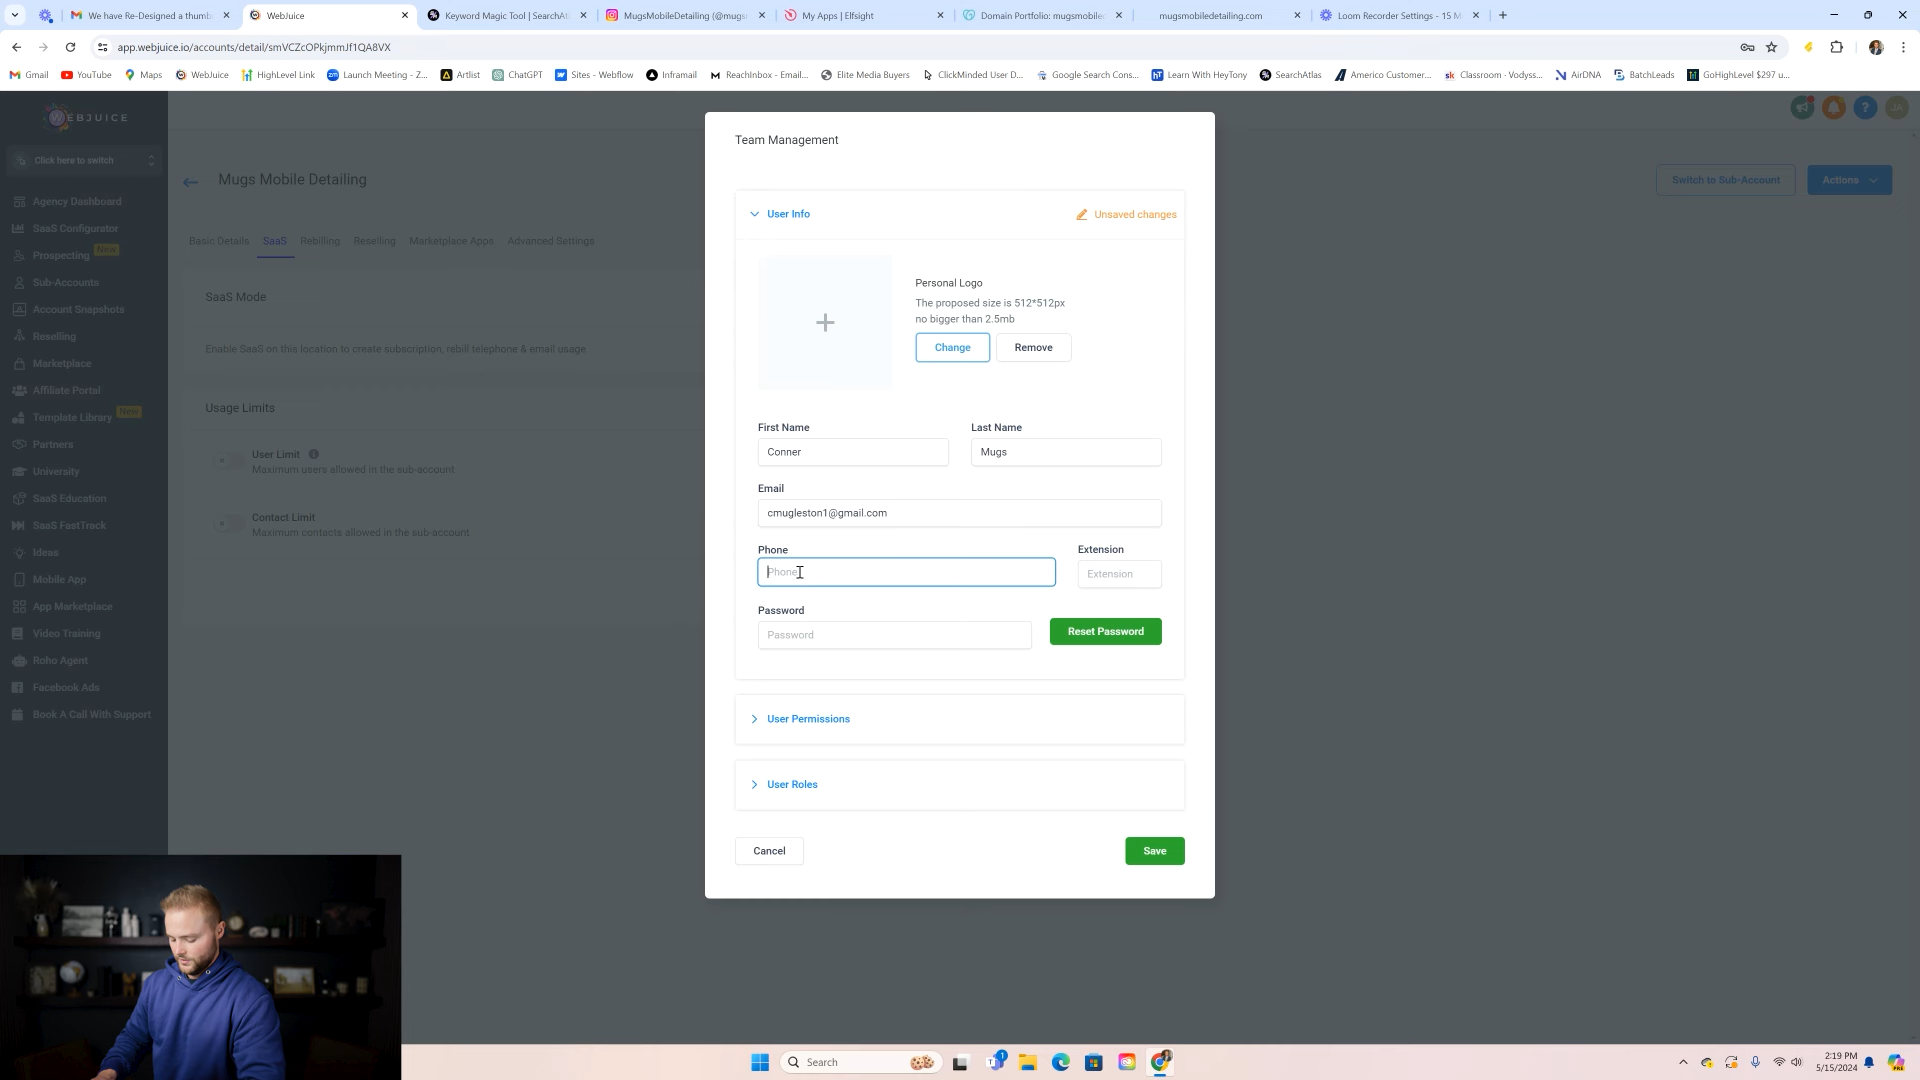 We have Re-Designed a thumb
WebJuice
Keyword Magic Tool | SearchAt
MugsMobileDetailing (@mugs
My Apps | Elfsight
Domain Portfolio: mugsmobile
mugsmobiledetailing.com
Loom Recorder Settings - 15 M
app.webjuice.io/accounts/detail/smVCZcOPkjmmJf1QA8VX
Gmail
YouTube
Maps
WebJuice
HighLevel Link
Launch Meeting - Z...
Artlist
ChatGPT
Sites - Webflow
Inframail
ReachInbox - Email...
Elite Media Buyers
ClickMinded User D...
Google Search Cons...
Learn With HeyTony
SearchAtlas
Americo Customer...
Classroom - Vodyss...
AirDNA
BatchLeads
GoHighLevel $297 u...
WEBJUICE
Click here to switch
Agency Dashboard
SaaS Configurator
Prospecting New
Sub-Accounts
Account Snapshots
Reselling
Marketplace
Affiliate Portal
Template Library New
Partners
University
SaaS Education
SaaS FastTrack
Ideas
Mobile App
App Marketplace
Video Training
Roho Agent
Facebook Ads
Book A Call With Support
Mugs Mobile Detailing
Switch to Sub-Account
Actions
Basic Details
SaaS
Rebilling
Reselling
Marketplace Apps
Advanced Settings
SaaS Mode
Enable SaaS on this location to create subscription, rebill telephone & email usage
Usage Limits
User Limit
Maximum users allowed in the sub-account
Contact Limit
Maximum contacts allowed in the sub-account
Team Management
User Info
Unsaved changes
Personal Logo
The proposed size is 512*512px
no bigger than 2.5mb
Change
Remove
First Name
Last Name
Conner
Mugs
Email
cmugleston1@gmail.com
Phone
Extension
Phone
Extension
Password
Password
Reset Password
User Permissions
User Roles
Cancel
Save
Search
1
2:19 PM
5/15/2024